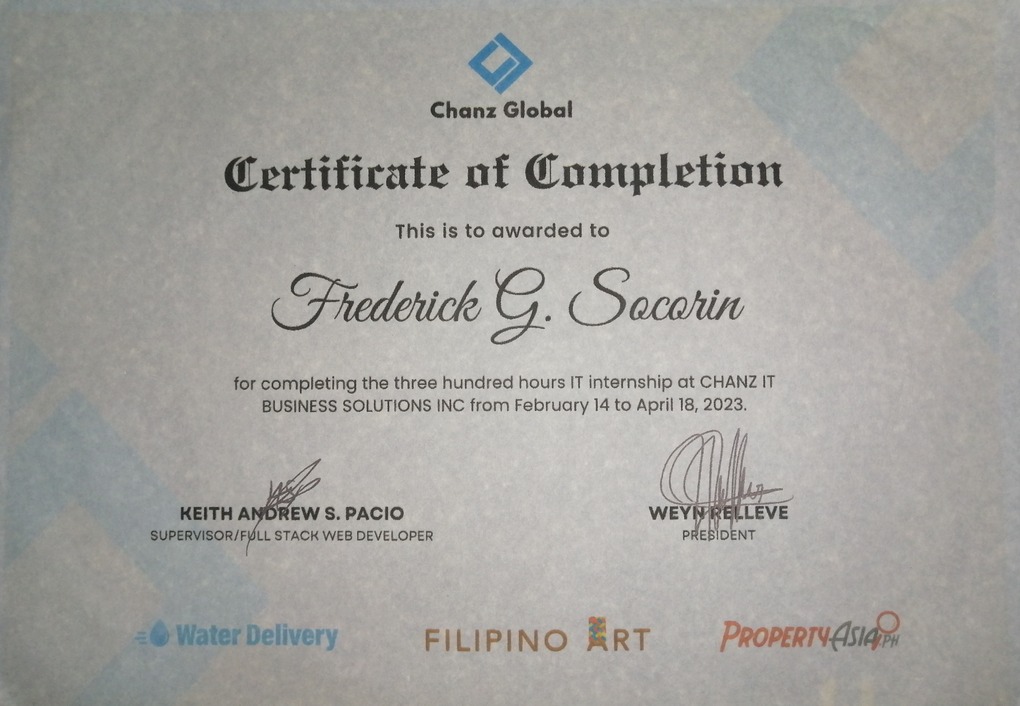 Chanz Global
Certificate of Completion
This is to awarded to
Frederick G. Socorin
for completing the three hundred hours IT internship at CHANZ IT
BUSINESS SOLUTIONS INC from February 14 to April 18, 2023.
KEITH ANDREW S. PACIO
SUPERVISOR/FULL STACK WEB DEVELOPER
WEYN RELLEVE
PRESIDENT
Water Delivery
FILIPINO ART
PROPERTY-ASIA.PH